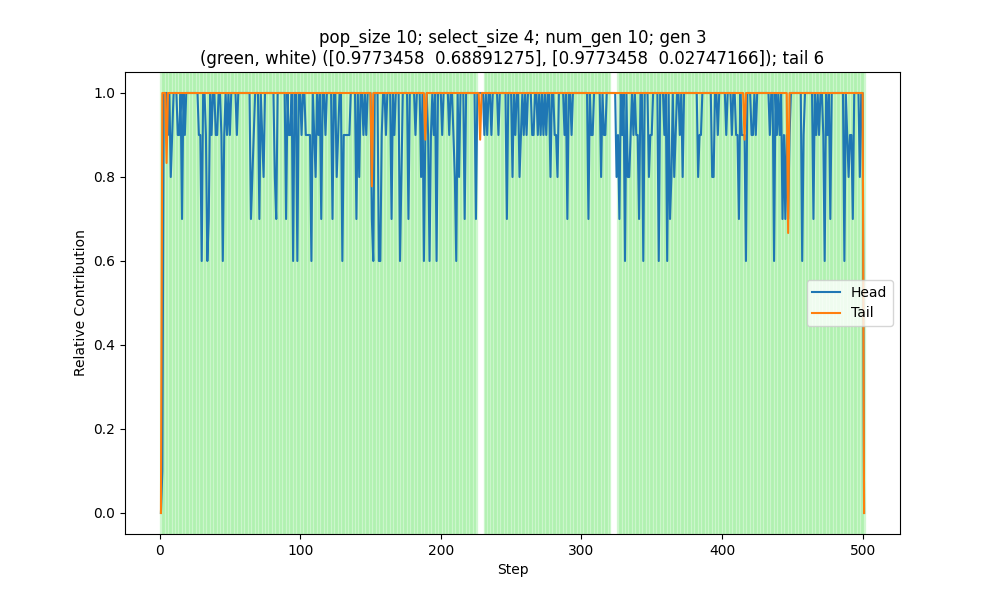 pop_size 10; select_size 4; num_gen 10; gen 3
(green, white) ([0.9773458  0.68891275], [0.9773458  0.02747166]); tail 6
1.0
0.8
0.6
0.4
0.2
0.0
Relative Contribution
Head
Tail
0 100 200 300 400 500
Step